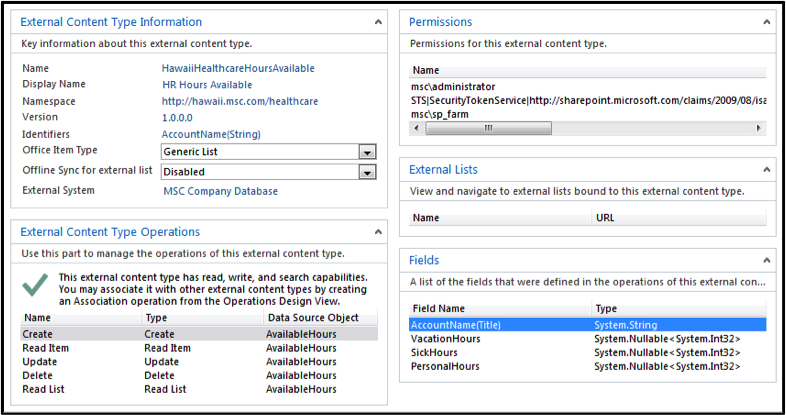 External Content Type Information
Key information about this external content type.
Name HawaiiHealthcareHoursAvailable
Display Name HR Hours Available
Namespace http://hawaii.msc.com/healthcare
Version 1.0.0.0
Identifiers AccountName(String)
Office Item Type Generic List
Offline Sync for external list Disabled
External System MSC Company Database
External Content Type Operations
Use this part to manage the operations of this external content type.
This external content type has read, write, and search capabilities.
You may associate it with other external content types by creating
an Association operation from the Operations Design View.
Name Type Data Source Object
Create Create AvailableHours
Read Item Read Item AvailableHours
Update Update AvailableHours
Delete Delete AvailableHours
Read List Read List AvailableHours
Permissions
Permissions for this external content type.
Name
msc\administrator
STS|SecurityTokenService|http://sharepoint.microsoft.com/claims/2009/08/isa
msc\sp_farm
External Lists
View and navigate to external lists bound to this external content type.
Name URL
Fields
A list of the fields that were defined in the operations of this external con...
Field Name Type
AccountName(Title) System.String
VacationHours System.Nullable<System.Int32>
SickHours System.Nullable<System.Int32>
PersonalHours System.Nullable<System.Int32>